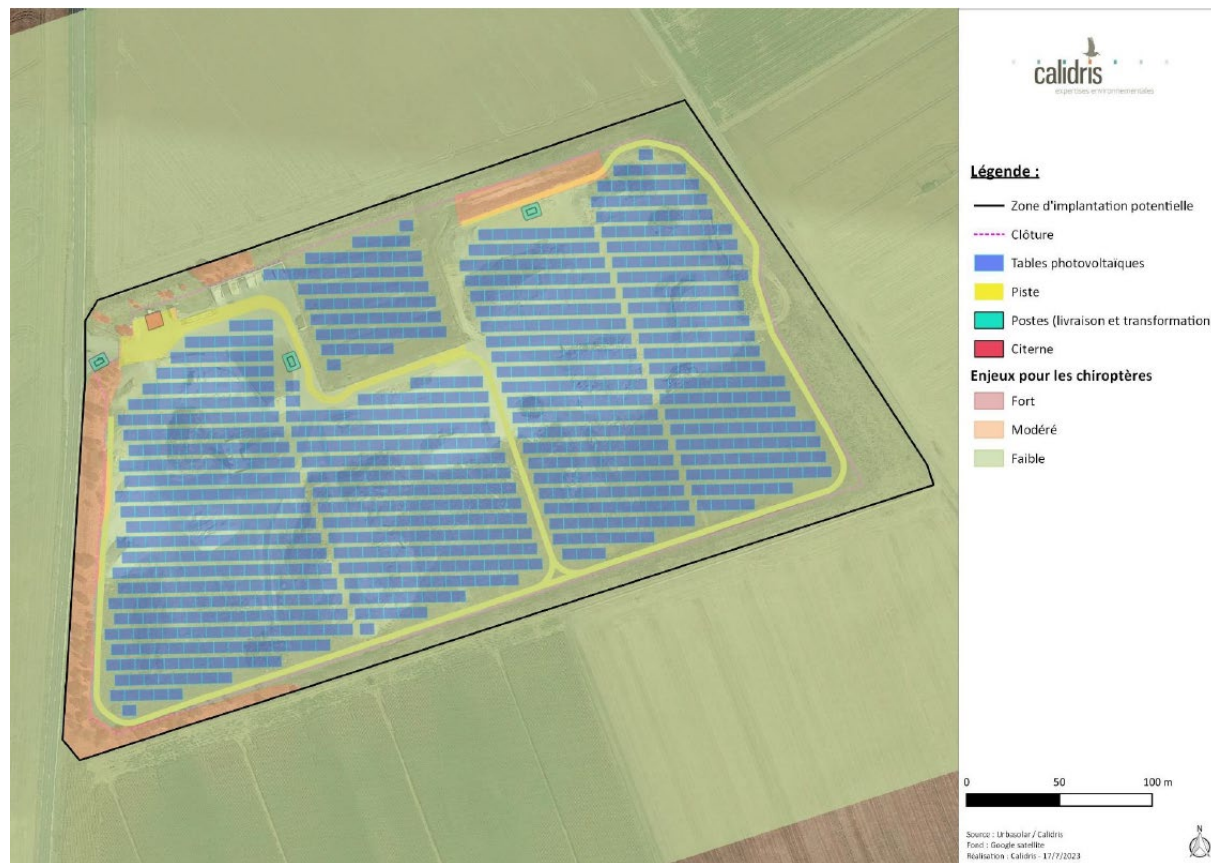 calidris
expertises environnementales
Légende :
Zone d'implantation potentielle
Clôture
Tables photovoltaïques
Piste
Postes (livraison et transformation
Citerne
Enjeux pour les chiroptères
Fort
Modéré
Faible
0 50 100 m
Source : Urbasolar / Calidris
Fond : Google satellite
Réalisation : Calidris - 17/7/2023
N